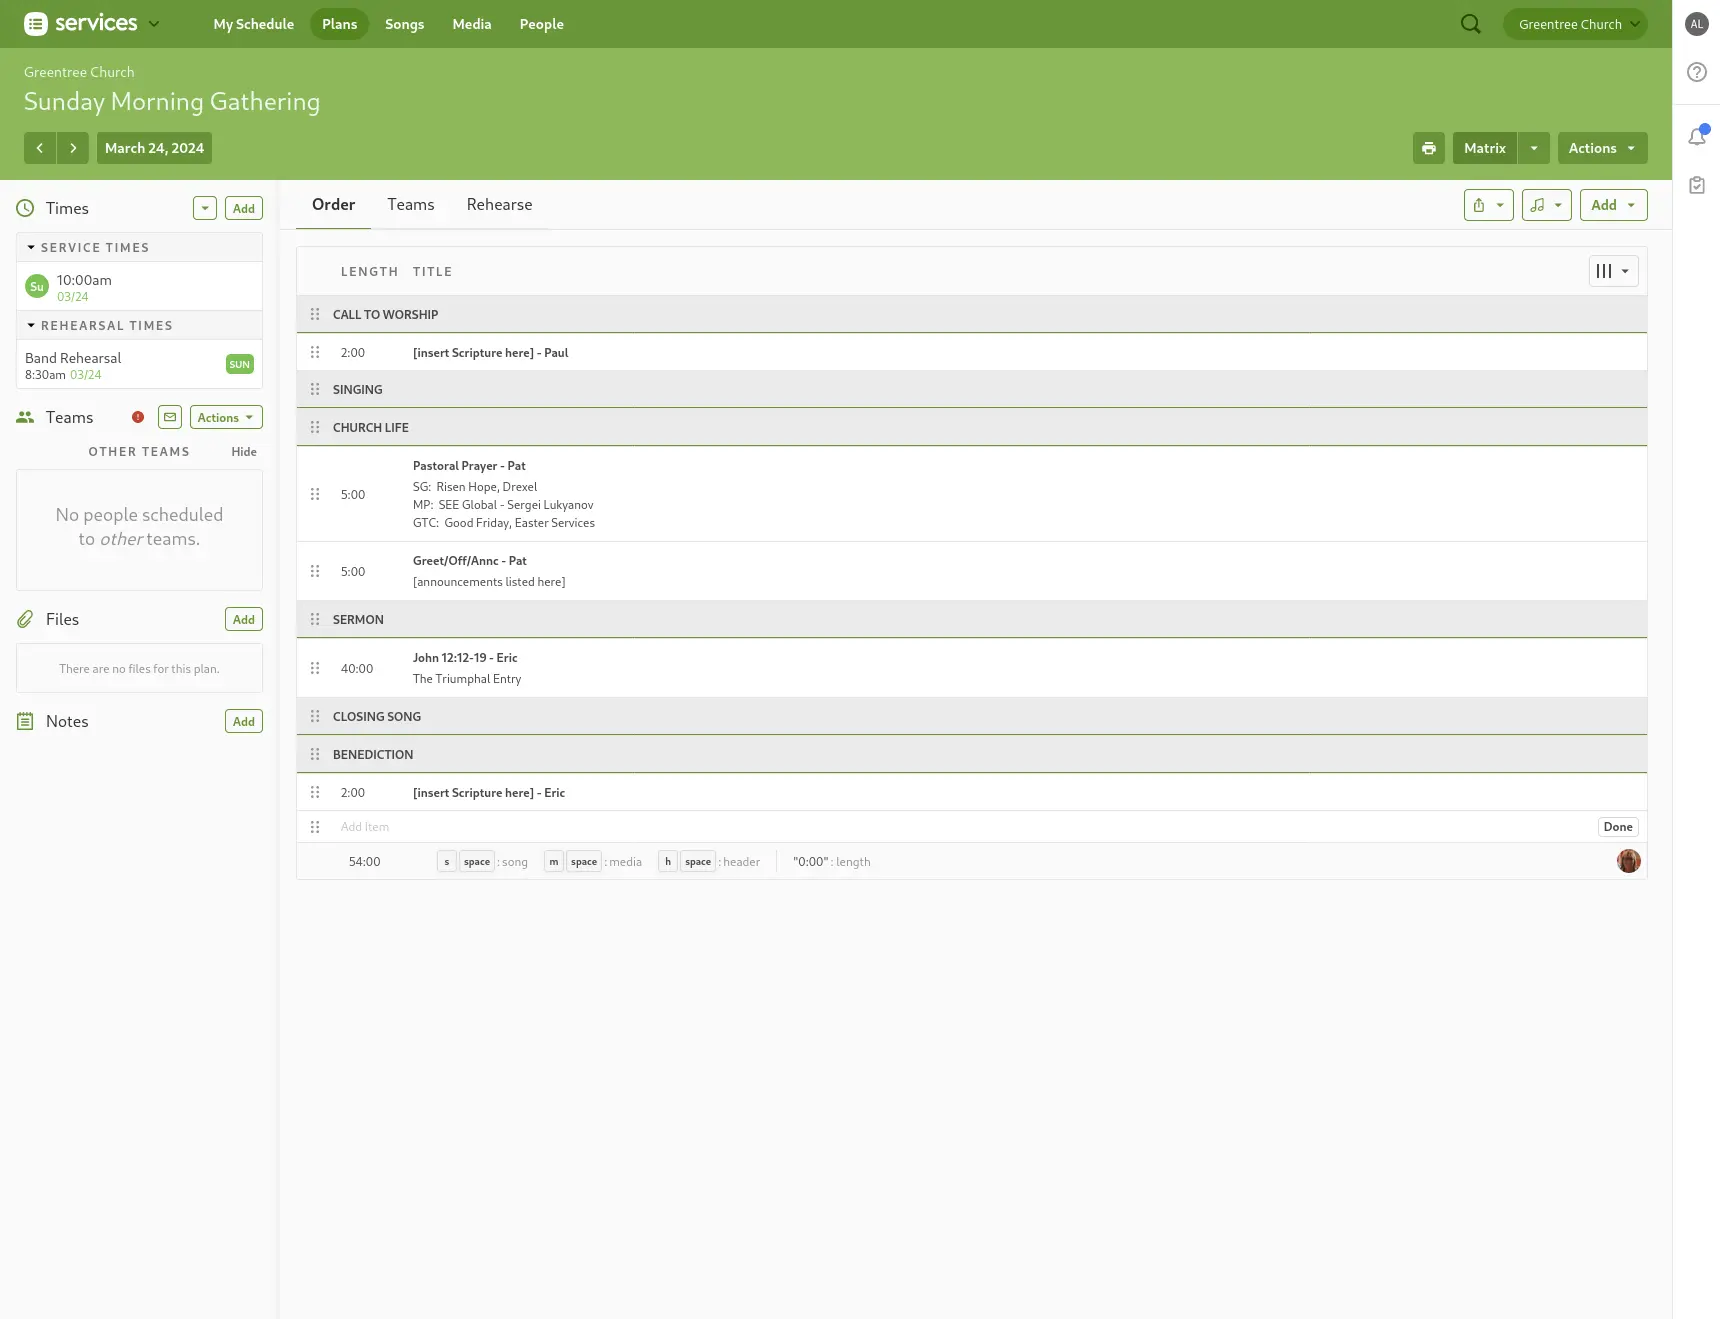 services
My Schedule
Plans
Songs
Media
People
Greentree Church
AL
Greentree Church
Sunday Morning Gathering
March 24, 2024
Matrix
Actions
Times
Add
SERVICE TIMES
Su
10:00am
03/24
REHEARSAL TIMES
Band Rehearsal
8:30am 03/24
SUN
Teams
Actions
OTHER TEAMS
Hide
No people scheduled
to other teams.
Files
Add
There are no files for this plan.
Notes
Add
Order
Teams
Rehearse
Add
LENGTH TITLE
CALL TO WORSHIP
2:00 [insert Scripture here] - Paul
SINGING
CHURCH LIFE
5:00
Pastoral Prayer - Pat
SG: Risen Hope, Drexel
MP: SEE Global - Sergei Lukyanov
GTC: Good Friday, Easter Services
5:00
Greet/Off/Annc - Pat
[announcements listed here]
SERMON
40:00
John 12:12-19 - Eric
The Triumphal Entry
CLOSING SONG
BENEDICTION
2:00 [insert Scripture here] - Eric
Add Item
Done
54:00 s space : song m space : media h space : header "0:00" : length